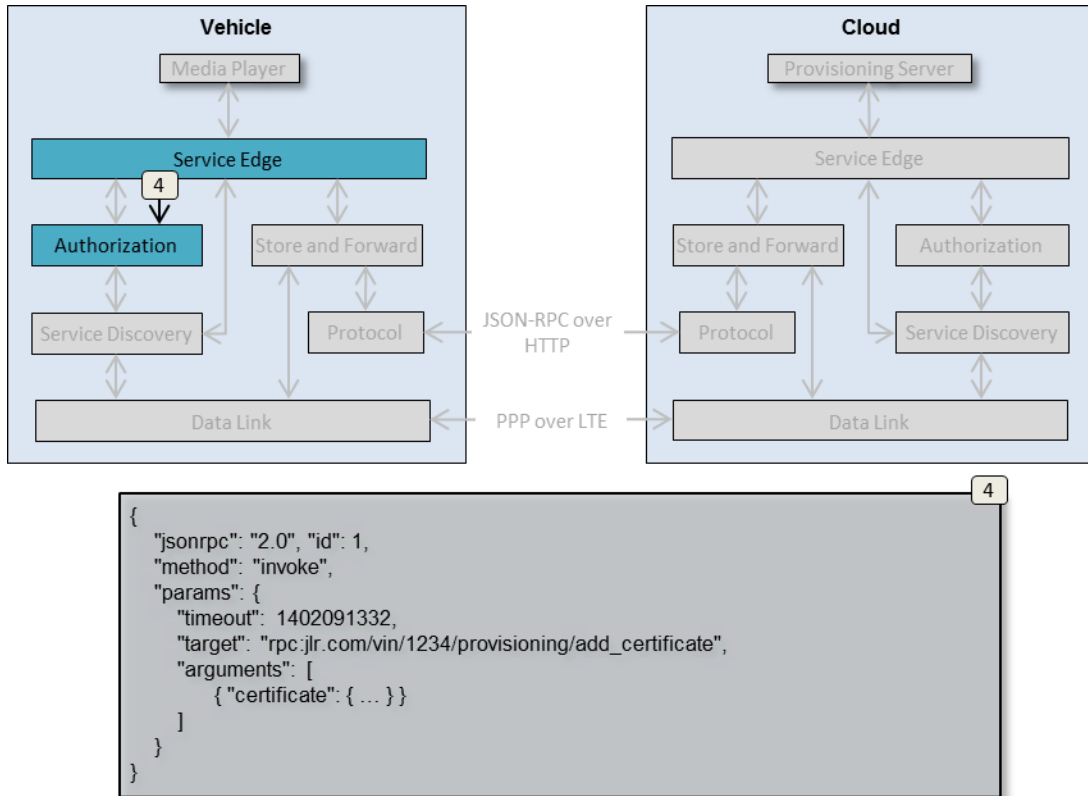 Vehicle
Media Player
Service Edge
4
Authorization
Store and Forward
Service Discovery
Protocol
Data Link
JSON-RPC over
HTTP
PPP over LTE
Cloud
Provisioning Server
Service Edge
Store and Forward
Authorization
Protocol
Service Discovery
Data Link
4
{
"jsonrpc": "2.0", "id": 1,
"method": "invoke",
"params": {
"timeout": 1402091332,
"target": "rpc:jlr.com/vin/1234/provisioning/add_certificate",
"arguments": [
{ "certificate": { … } }
]
}
}